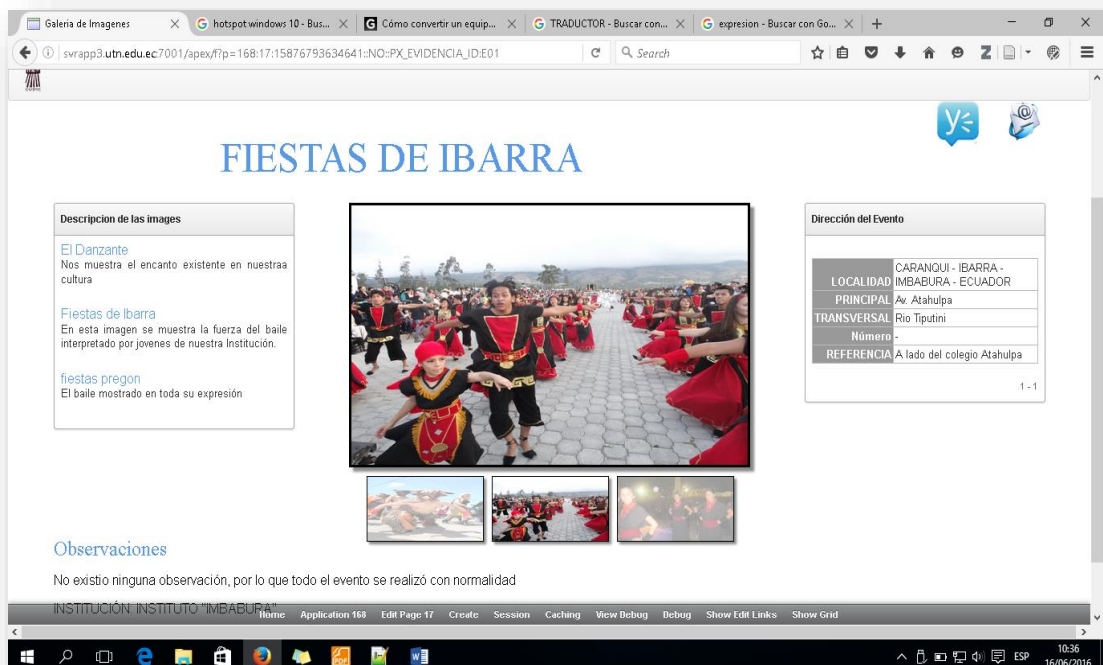 Galeria de Imagenes
hotspot windows 10 - Bus...
Cómo convertir un equip...
TRADUCTOR - Buscar con...
expresion - Buscar con Go...
svrapp3.utn.edu.ec:7001/apex/f?p=168:17:15876793634641::NO::PX_EVIDENCIA_ID:E01
Search
FIESTAS DE IBARRA
Descripcion de las images
El Danzante
Nos muestra el encanto existente en nuestraa
cultura
Fiestas de Ibarra
En esta imagen se muestra la fuerza del baile
interpretado por jovenes de nuestra Institución.
fiestas pregon
El baile mostrado en toda su expresión
Dirección del Evento
LOCALIDAD CARANQUI - IBARRA -
IMBABURA - ECUADOR
PRINCIPAL Av. Atahulpa
TRANSVERSAL Rio Tiputini
Número -
REFERENCIA A lado del colegio Atahulpa
1 - 1
Observaciones
No existio ninguna observación, por lo que todo el evento se realizó con normalidad
INSTITUCIÓN: INSTITUTO "IMBABURA"
Home Application 168 Edit Page 17 Create Session Caching View Debug Debug Show Edit Links Show Grid
ESP
10:36
16/06/2016